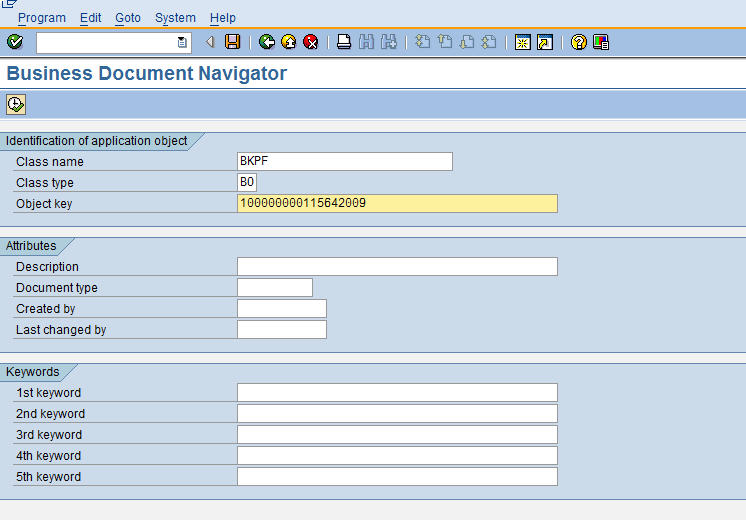 Program Edit Goto System Help
Business Document Navigator
Identification of application object
Class name BKPF
Class type BO
Object key 100000000115642009
Attributes
Description
Document type
Created by
Last changed by
Keywords
1st keyword
2nd keyword
3rd keyword
4th keyword
5th keyword